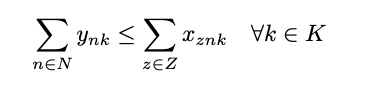 ∑_{n∈N} y_{nk} ≤ ∑_{z∈Z} x_{znk} ∀k ∈ K